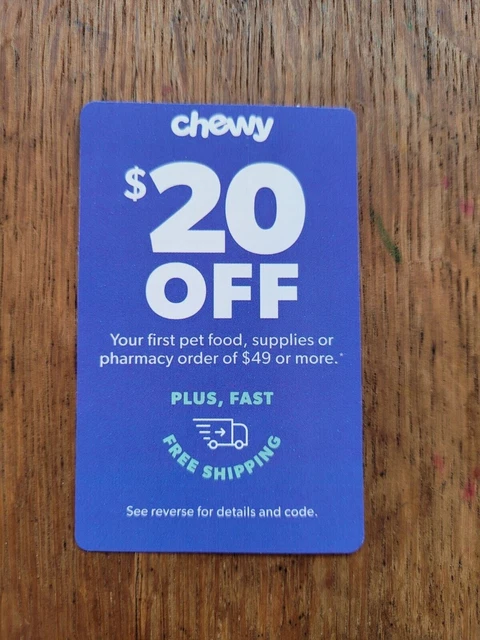 chewy
$20
OFF
Your first pet food, supplies or
pharmacy order of $49 or more.*
PLUS, FAST
FREE SHIPPING
See reverse for details and code.